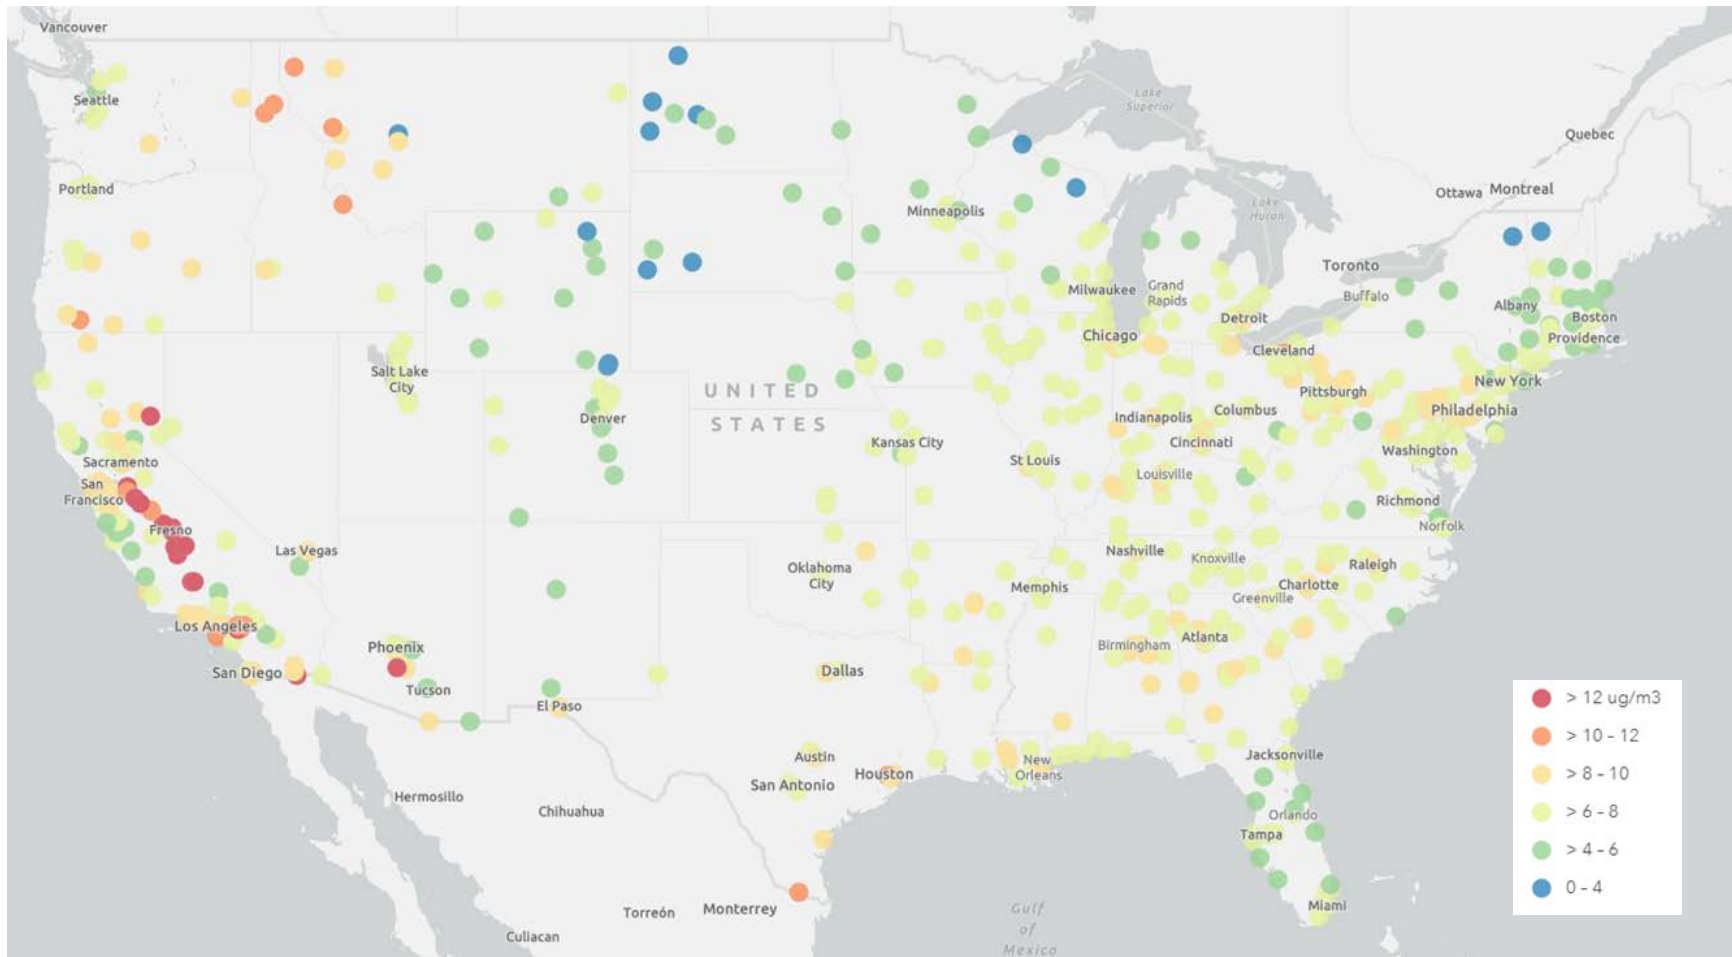 Vancouver
Seattle
Lake
Superior
Quebec
Portland
Ottawa
Montreal
Minneapolis
Lake
Huron
Toronto
Milwaukee
Grand
Rapids
Buffalo
Albany
Boston
Detroit
Chicago
Providence
Cleveland
Salt Lake
City
UNITED
STATES
New York
Pittsburgh
Denver
Indianapolis
Columbus
Philadelphia
Kansas City
Cincinnati
Washington
Sacramento
St Louis
Louisville
San
Francisco
Richmond
Norfolk
Fresno
Las Vegas
Nashville
Knoxville
Oklahoma
City
Raleigh
Memphis
Charlotte
Greenville
Los Angeles
Phoenix
Birmingham
Atlanta
San Diego
Dallas
Tucson
El Paso
Austin
New
Orleans
Jacksonville
San Antonio
Houston
Hermosillo
Chihuahua
Orlando
Tampa
Torreón
Monterrey
Gulf
of
Mexico
Miami
Culiacan
> 12 ug/m3
> 10 - 12
> 8 - 10
> 6 - 8
> 4 - 6
0 - 4